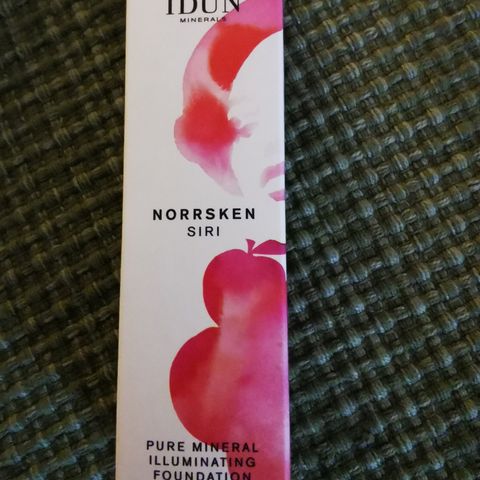 IDUN
MINERALS
NORRSKEN
SIRI
PURE MINERAL
ILLUMINATING
FOUNDATION